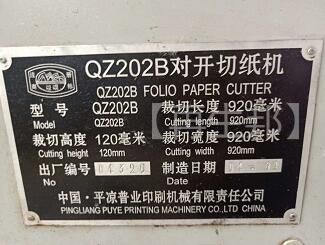 QZ202B对开切纸机
QZ202B FOLIO PAPER CUTTER
型号 QZ202B 裁切长度 920毫米
Model QZ202B Cutting length 920mm
裁切高度 120毫米 裁切宽度 920毫米
Cutting height 120mm Cutting width 920mm
出厂编号 制造日期
No Date
中国·平凉普业印刷机械有限责任公司
PINGLIANG PUYE PRINTING MACHINERY CO.,LTD CHINA